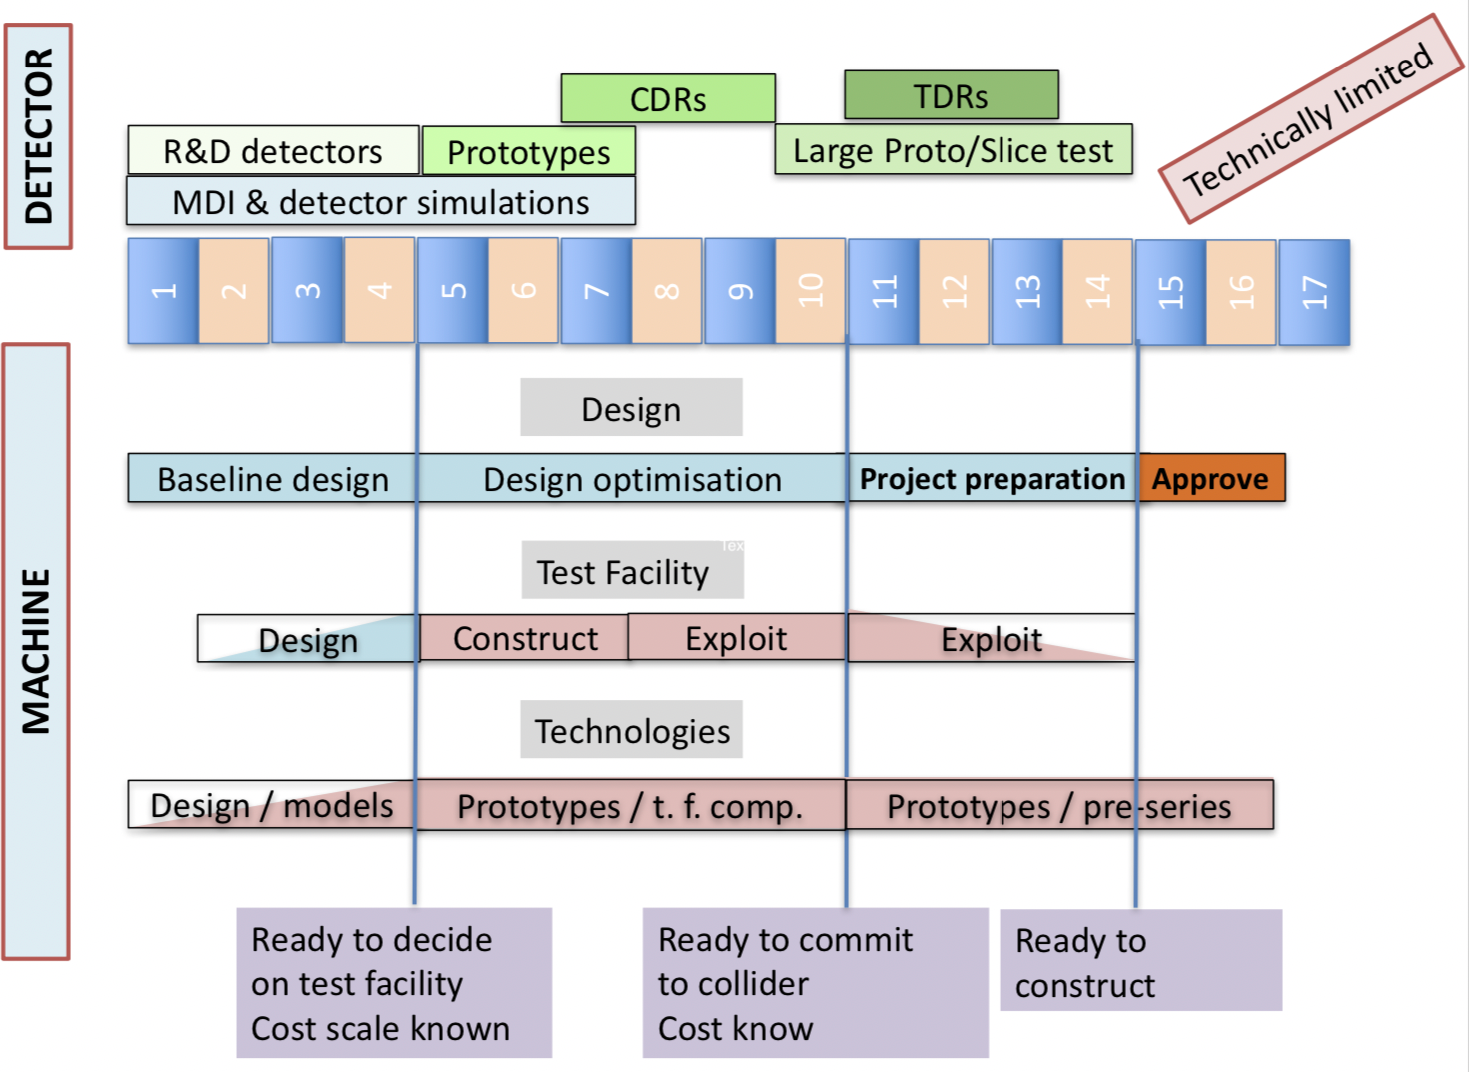 DETECTOR
Technically limited
CDRs
TDRs
R&D detectors
Prototypes
Large Proto/Slice test
MDI & detector simulations
1 2 3 4 5 6 7 8 9 10 11 12 13 14 15 16 17
MACHINE
Design
Baseline design
Design optimisation
Project preparation
Approve
Tex
Test Facility
Design
Construct
Exploit
Exploit
Technologies
Design / models
Prototypes / t. f. comp.
Prototypes / pre-series
Ready to decide
on test facility
Cost scale known
Ready to commit
to collider
Cost know
Ready to
construct